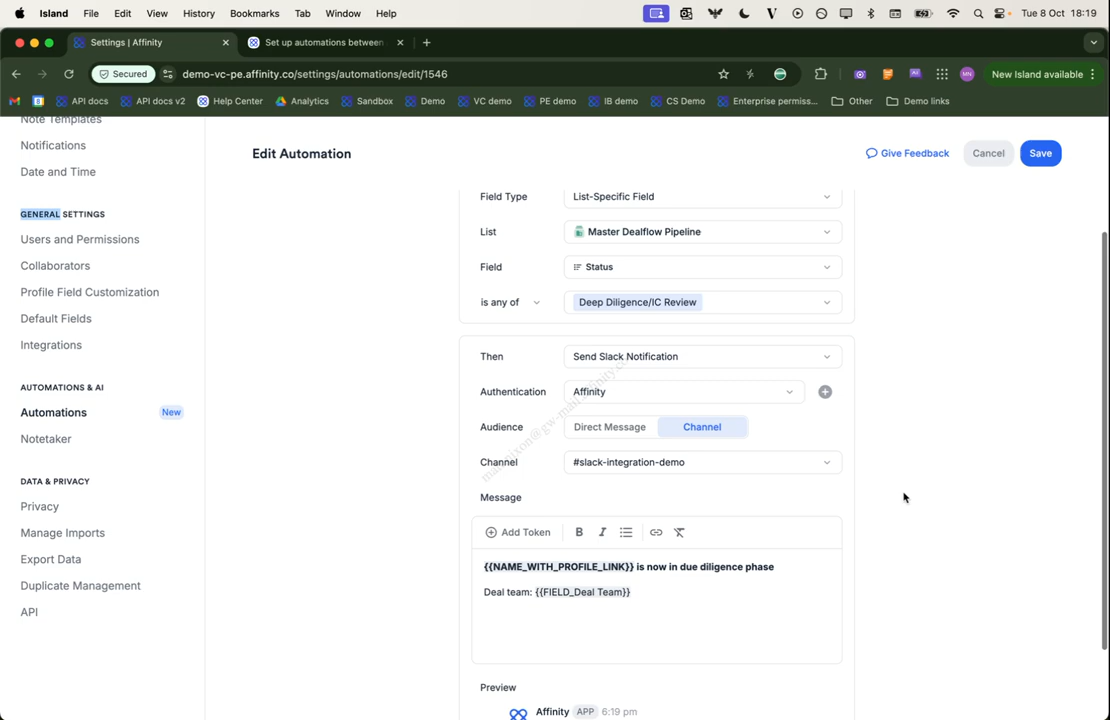 Island File Edit View History Bookmarks Tab Window Help Tue 8 Oct 18:19
Settings | Affinity Set up automations between
Secured demo-vc-pe.affinity.co/settings/automations/edit/1546 New Island available
API docs API docs v2 Help Center Analytics Sandbox Demo VC demo PE demo IB demo CS Demo Enterprise permiss... Other Demo links
Note Templates
Notifications
Date and Time
GENERAL SETTINGS
Users and Permissions
Collaborators
Profile Field Customization
Default Fields
Integrations
AUTOMATIONS & AI
Automations New
Notetaker
DATA & PRIVACY
Privacy
Manage Imports
Export Data
Duplicate Management
API
Edit Automation Give Feedback Cancel Save
Field Type List-Specific Field
List Master Dealflow Pipeline
Field Status
is any of Deep Diligence/IC Review
Then Send Slack Notification
Authentication Affinity
Audience Direct Message Channel
Channel #slack-integration-demo
Message
Add Token B I
{{NAME_WITH_PROFILE_LINK}} is now in due diligence phase
Deal team: {{FIELD_Deal Team}}
Preview
Affinity APP 6:19 pm